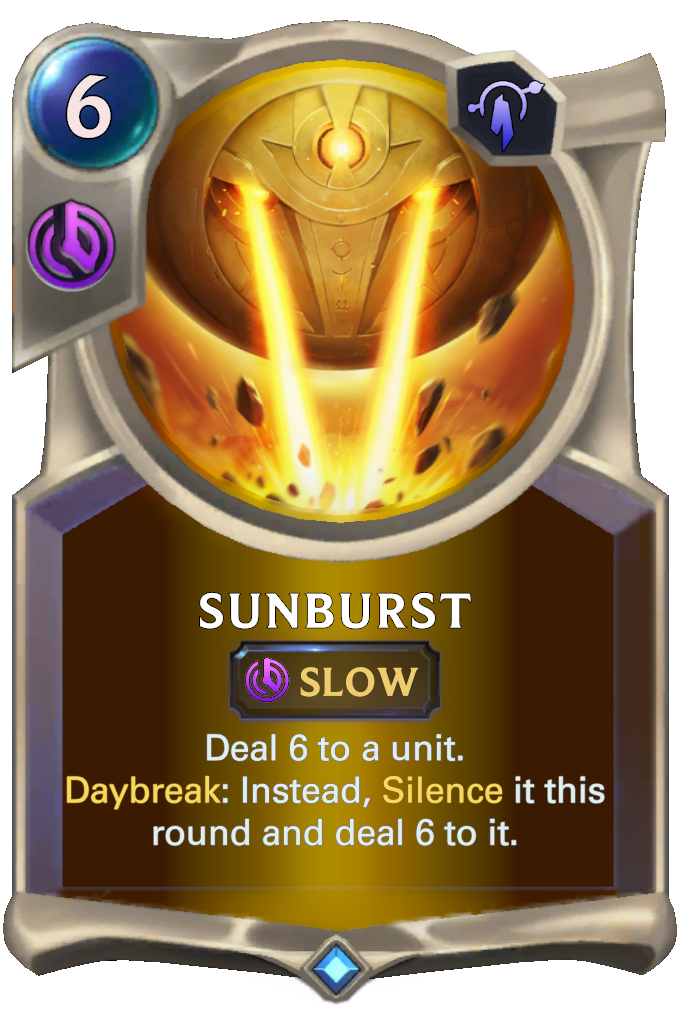 6
SUNBURST
SLOW
Deal 6 to a unit.
Daybreak: Instead, Silence it this
round and deal 6 to it.